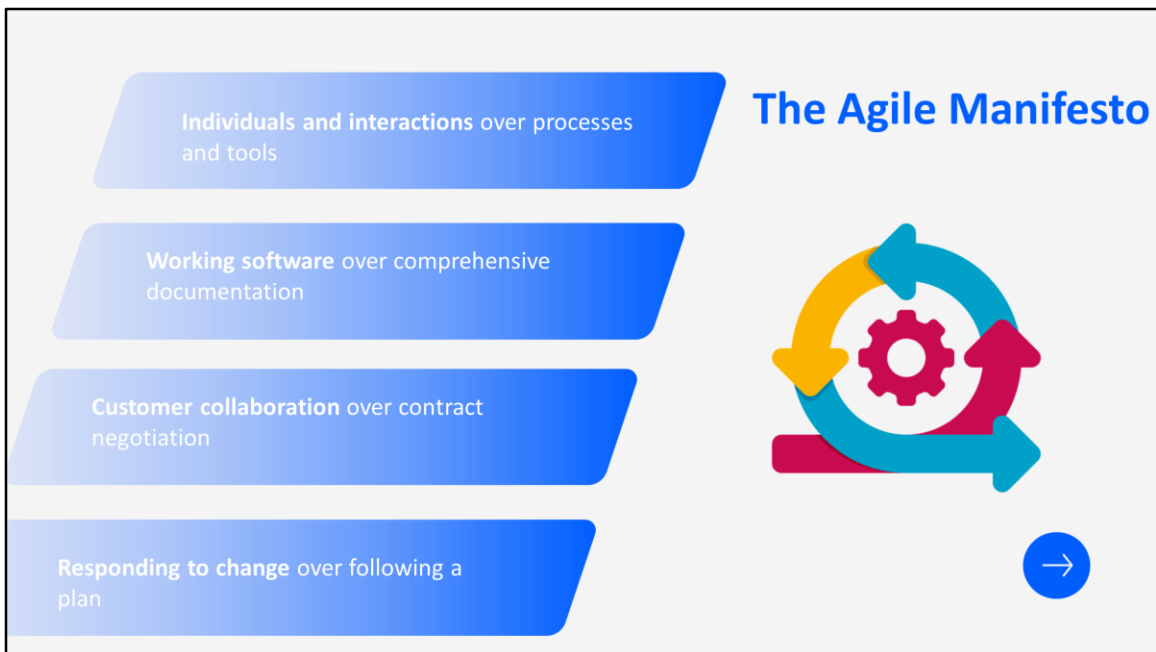 The Agile Manifesto
Individuals and interactions over processes
and tools
Working software over comprehensive
documentation
Customer collaboration over contract
negotiation
Responding to change over following a
plan